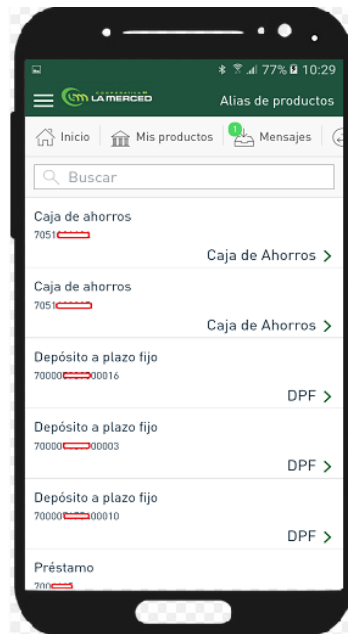 77% 10:29
COOPERATIVA
LA MERCED
Alias de productos
Inicio
Mis productos
1
Mensajes
Buscar
Caja de ahorros
7051
Caja de Ahorros
Caja de ahorros
7051
Caja de Ahorros
Depósito a plazo fijo
70000 00016
DPF
Depósito a plazo fijo
70000 00003
DPF
Depósito a plazo fijo
70000 00010
DPF
Préstamo
700